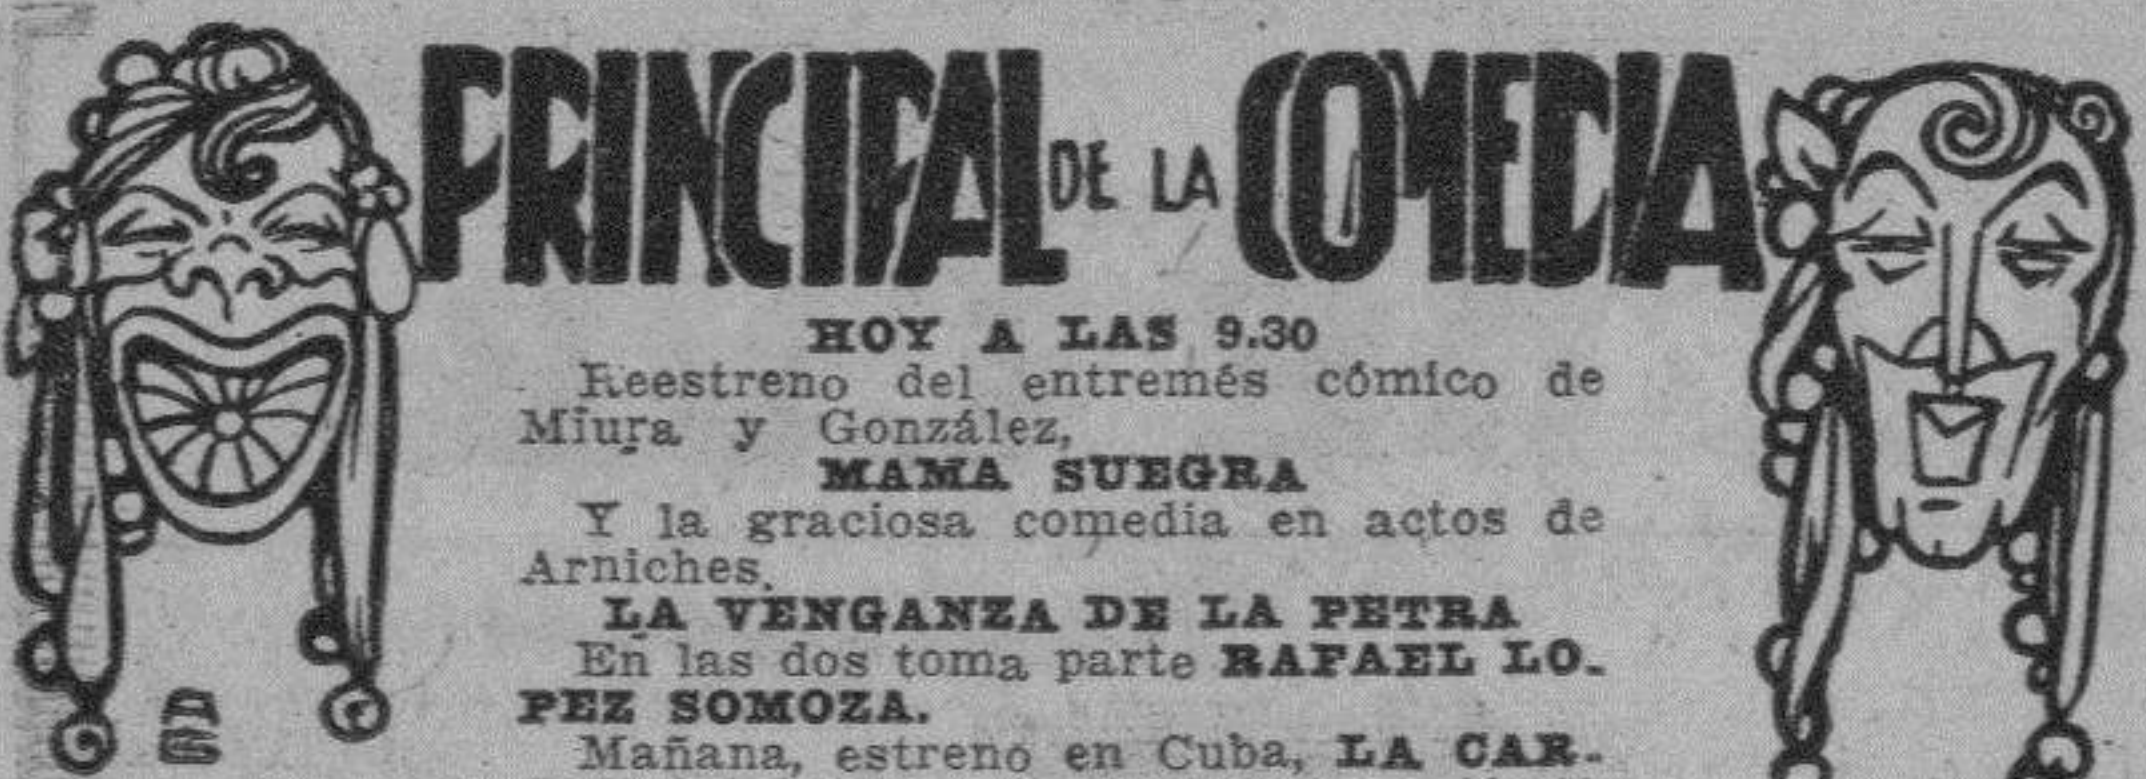 PRINCIPAL DE LA COMEDIA
HOY A LAS 9.30
Reestreno del entremés cómico de
Miura y González,
MAMA SUEGRA
Y la graciosa comedia en actos de
Arniches,
LA VENGANZA DE LA PETRA
En las dos toma parte RAFAEL LO-
PEZ SOMOZA.
Mañana, estreno en Cuba, LA CAR-
AG